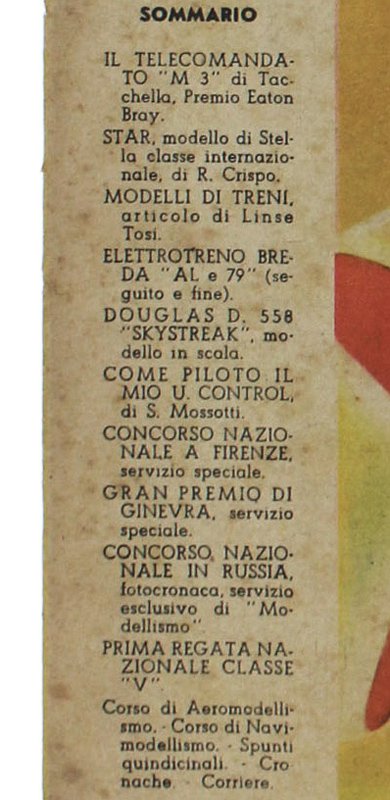 SOMMARIO
IL TELECOMANDA-
TO "M 3" di Tac-
chella, Premio Eaton
Bray.
STAR, modello di Stel-
la classe internazio-
nale, di R. Crispo.
MODELLI DI TRENI,
articolo di Linse
Tosi.
ELETTROTRENO BRE-
DA "AL e 79" (se-
guito e fine).
DOUGLAS D. 558
"SKYSTREAK", mo-
dello in scala.
COME PILOTO IL
MIO U. CONTROL,
di S. Mossotti.
CONCORSO NAZIO-
NALE A FIRENZE,
servizio speciale.
GRAN PREMIO DI
GINEVRA, servizio
speciale.
CONCORSO NAZIO-
NALE IN RUSSIA,
fotocronaca, servizio
esclusivo di "Mo-
dellismo"
PRIMA REGATA NA-
ZIONALE CLASSE
"V"
Corso di Aeromodelli-
smo. - Corso di Navi-
modellismo. - Spunti
quindicinali. - Cro
nache - Corriere.